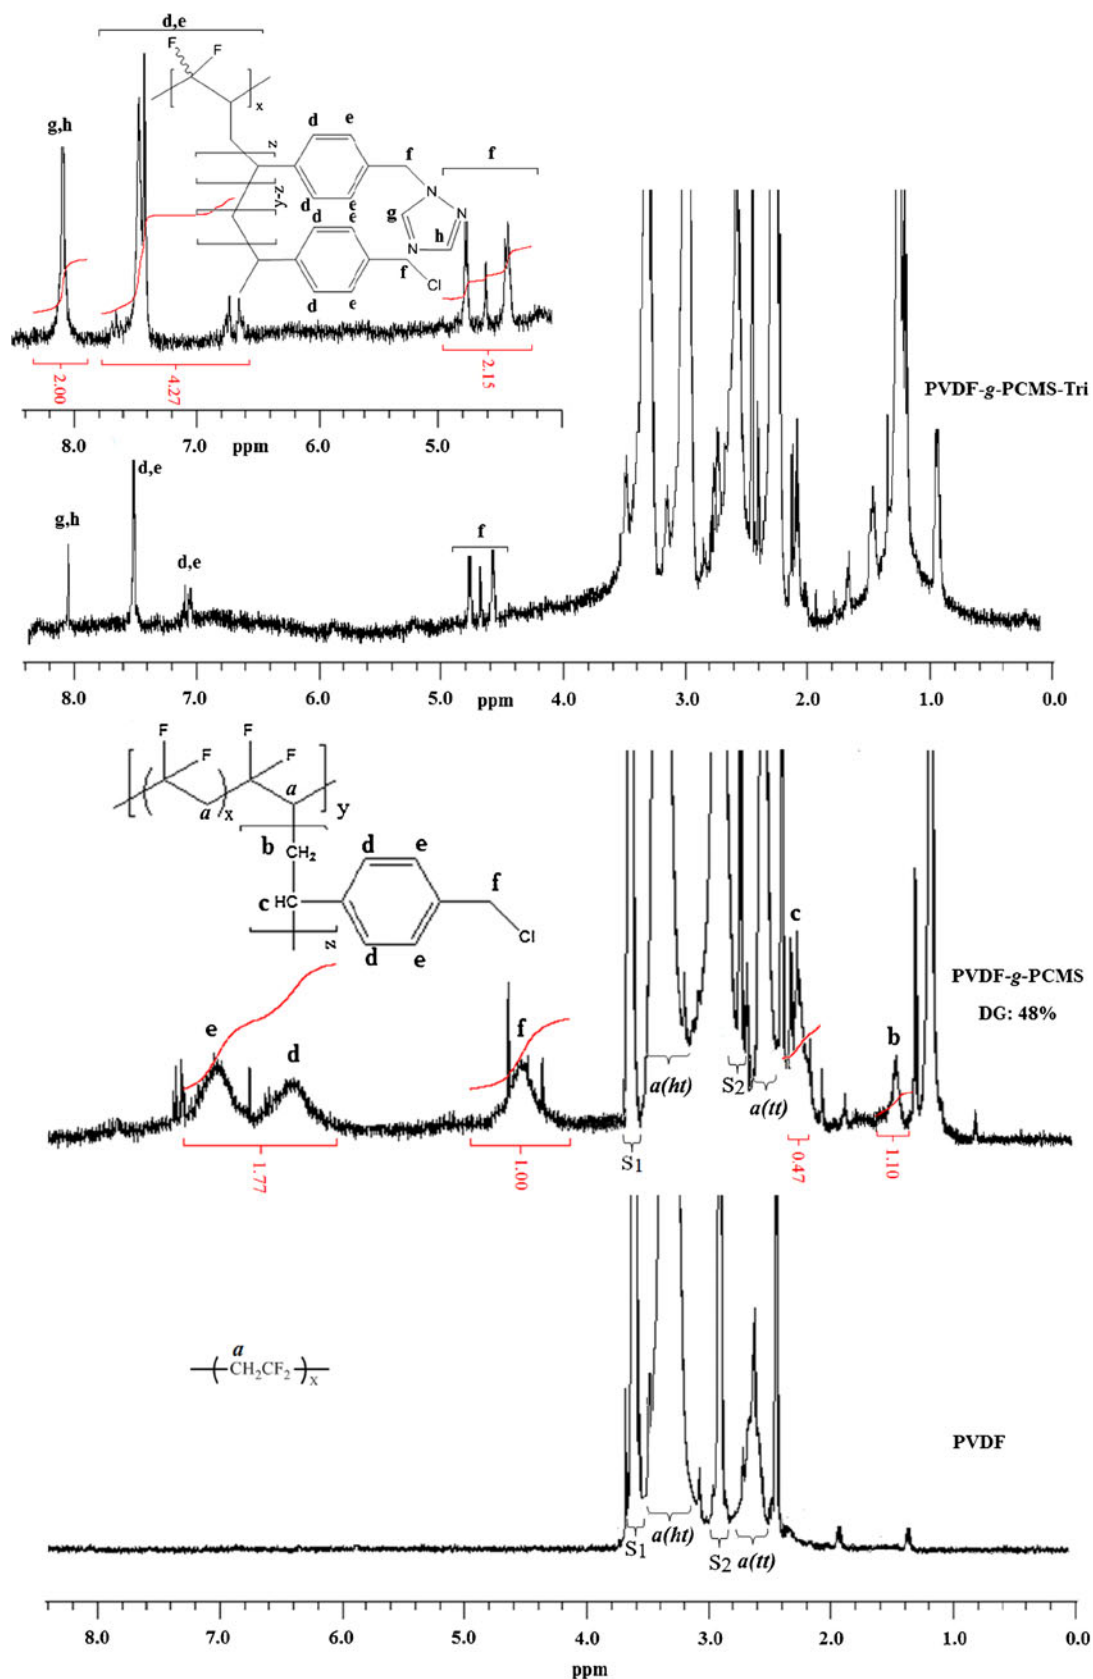 d,e
F
F
x
g,h
z
d
e
f
f
N
d
e
y-z
g
N
d
e
h
N
f
Cl
d
e
2.00
4.27
2.15
PVDF-g-PCMS-Tri
8.0 7.0 ppm 6.0 5.0
d,e
g,h
d,e
f
8.0 7.0 6.0 5.0 ppm 4.0 3.0 2.0 1.0 0.0
F F
F F
a x a y
b CH2 d e
f
c HC
Cl
z d e
e
d
f
c
b
PVDF-g-PCMS
DG: 48%
a(ht)
S2
a(tt)
S1
1.77
1.00
0.47
1.10
a
(CH2CF2)x
PVDF
S1
a(ht)
S2
a(tt)
8.0 7.0 6.0 5.0 4.0 3.0 2.0 1.0 0.0
ppm